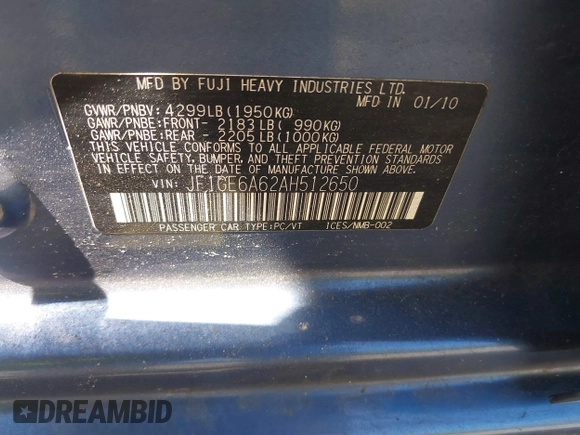 MFD BY FUJI HEAVY INDUSTRIES LTD.
MFD IN 01/10
GVWR/PNBV: 4299LB(1950KG)
GAWR/PNBE:FRONT- 2183LB( 990KG)
GAWR/PNBE:REAR - 2205LB(1000KG)
THIS VEHICLE CONFORMS TO ALL APPLICABLE FEDERAL MOTOR
VEHICLE SAFETY, BUMPER, AND THEFT PREVENTION STANDARDS
IN EFFECT ON THE DATE OF MANUFACTURE SHOWN ABOVE.
VIN: JF1GE6A62AH512650
PASSENGER CAR TYPE:PC/VT ICES/NMB-002
DREAMBID